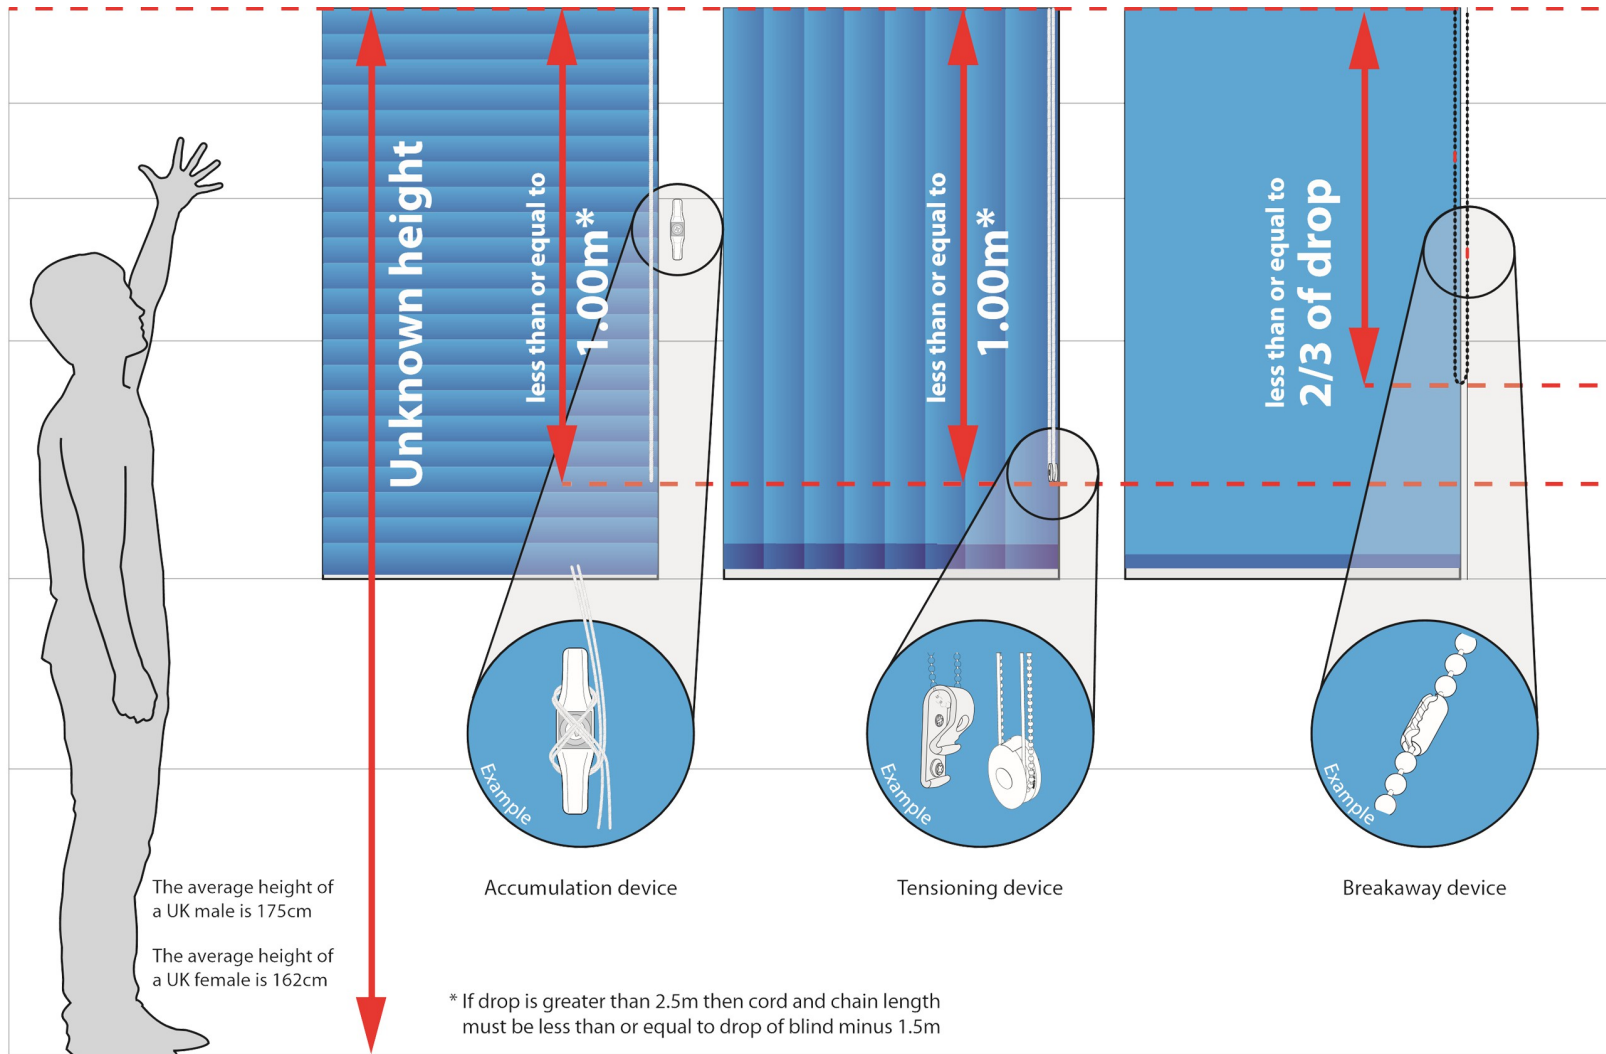 Unknown height
less than or equal to
1.00m*
less than or equal to
1.00m*
less than or equal to
2/3 of drop
Example
Example
Example
Accumulation device
Tensioning device
Breakaway device
The average height of
a UK male is 175cm
The average height of
a UK female is 162cm
* If drop is greater than 2.5m then cord and chain length
must be less than or equal to drop of blind minus 1.5m